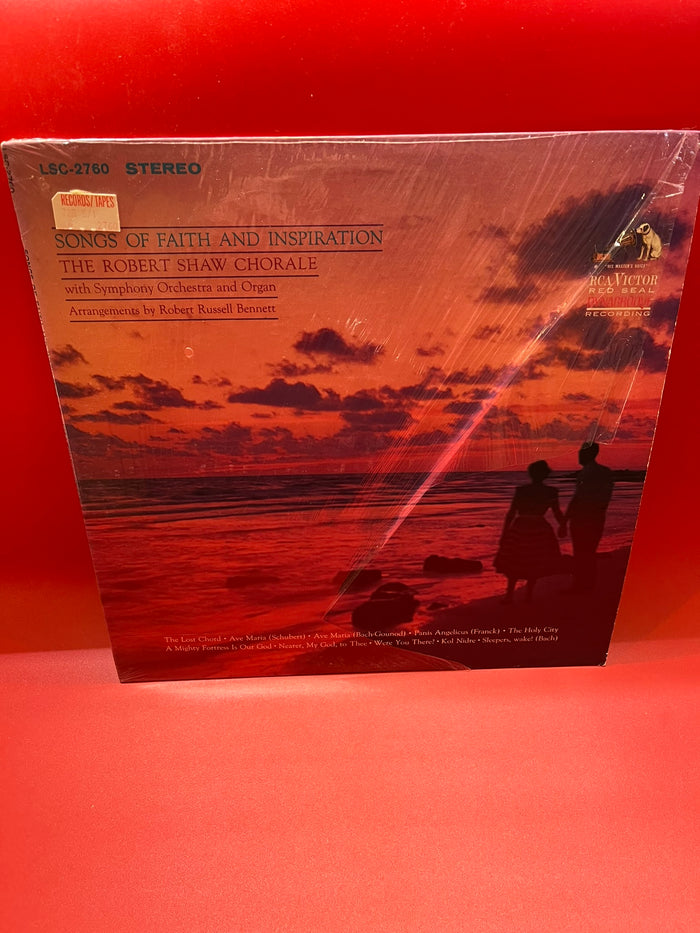 LSC-2760 STEREO
RECORDS/TAPES
SONGS OF FAITH AND INSPIRATION
THE ROBERT SHAW CHORALE
with Symphony Orchestra and Organ
Arrangements by Robert Russell Bennett
"HIS MASTER'S VOICE"
RCA VICTOR
RED SEAL
DYNAGROOVE
RECORDING
The Lost Chord • Ave Maria (Schubert) • Ave Maria (Bach-Gounod) • Panis Angelicus (Franck) • The Holy City
A Mighty Fortress Is Our God • Nearer, My God, to Thee • Were You There? • Kol Nidre • Sleepers, wake! (Bach)